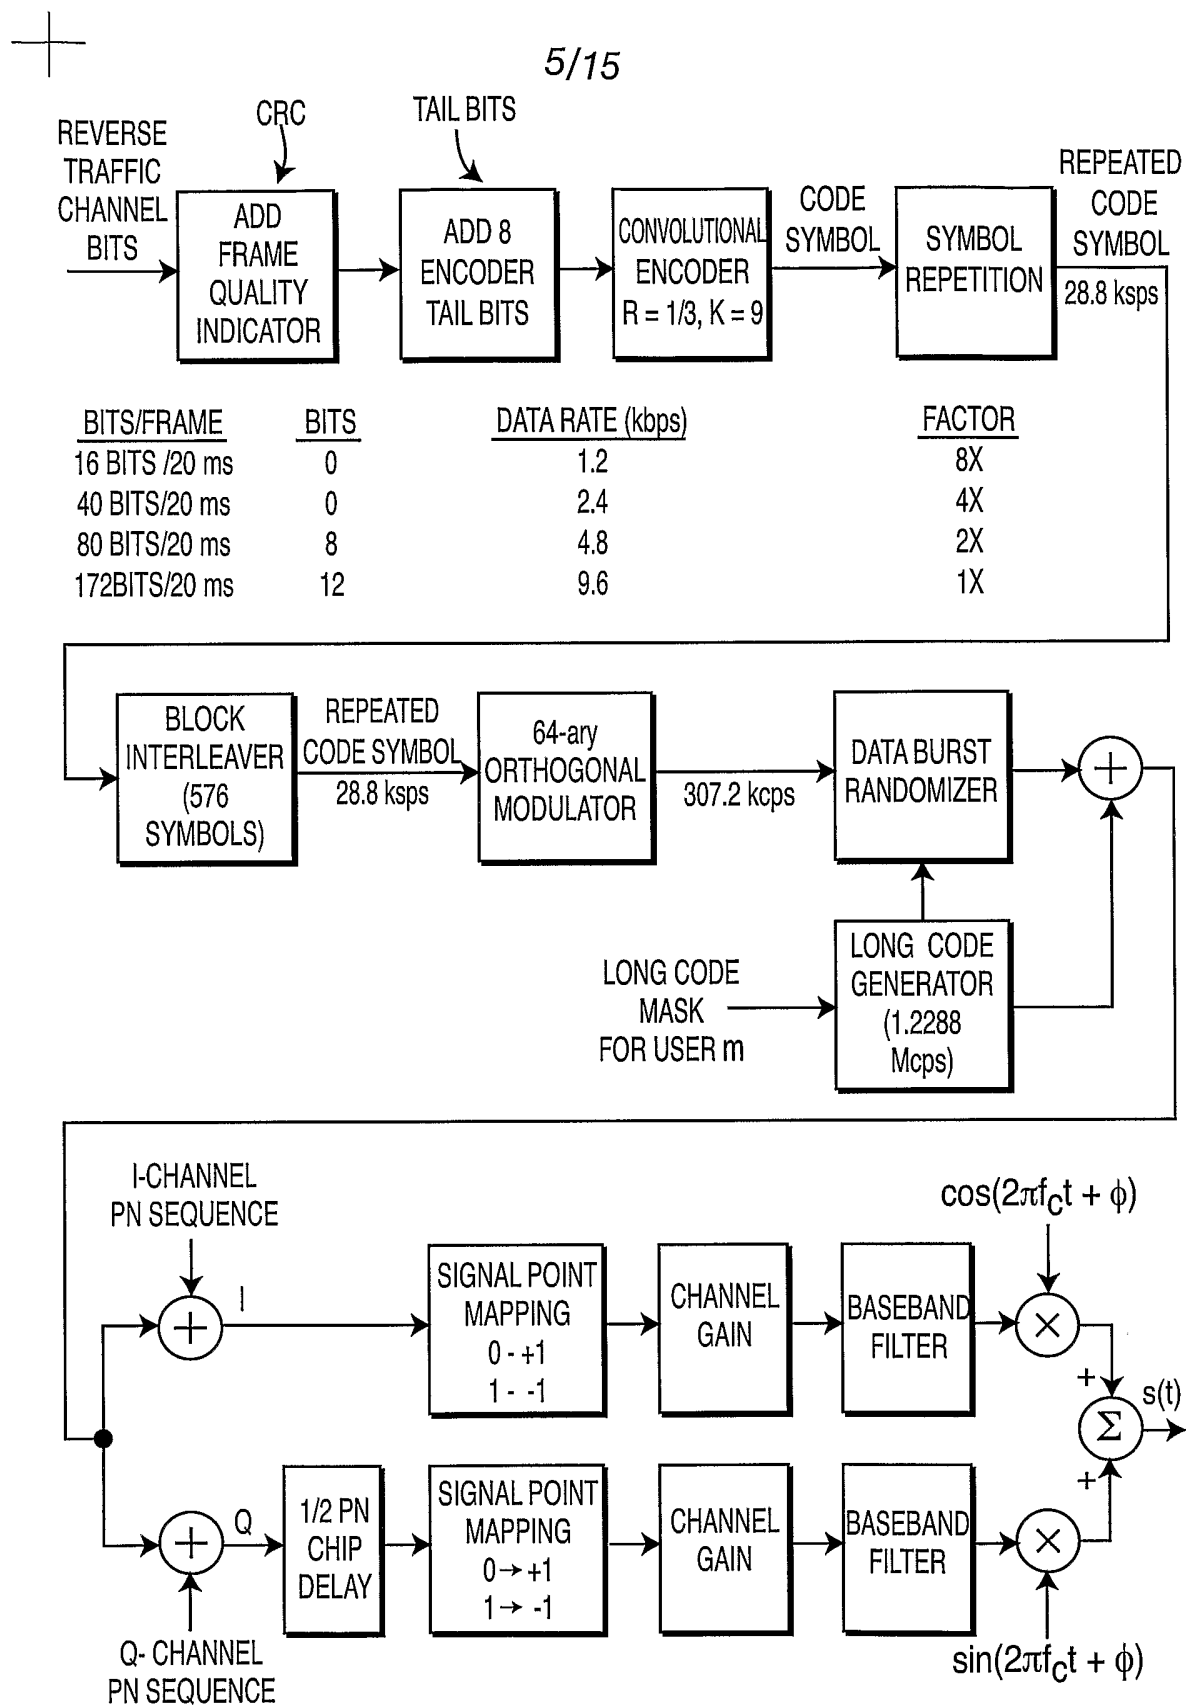 5/15
REVERSE
TRAFFIC
CHANNEL
BITS
CRC
TAIL BITS
ADD
FRAME
QUALITY
INDICATOR
ADD 8
ENCODER
TAIL BITS
CONVOLUTIONAL
ENCODER
R = 1/3, K = 9
CODE
SYMBOL
SYMBOL
REPETITION
REPEATED
CODE
SYMBOL
28.8 ksps
BITS/FRAME BITS DATA RATE (kbps) FACTOR
16 BITS /20 ms 0 1.2 8X
40 BITS/20 ms 0 2.4 4X
80 BITS/20 ms 8 4.8 2X
172BITS/20 ms 12 9.6 1X
BLOCK
INTERLEAVER
(576
SYMBOLS)
REPEATED
CODE SYMBOL
28.8 ksps
64-ary
ORTHOGONAL
MODULATOR
307.2 kcps
DATA BURST
RANDOMIZER
+
LONG CODE
MASK
FOR USER m
LONG CODE
GENERATOR
(1.2288
Mcps)
I-CHANNEL
PN SEQUENCE
+
I
SIGNAL POINT
MAPPING
0 - +1
1 - -1
CHANNEL
GAIN
BASEBAND
FILTER
cos(2πfct + ϕ)
×
+
Σ
s(t)
+
+
Q
1/2 PN
CHIP
DELAY
SIGNAL POINT
MAPPING
0→ +1
1→ -1
CHANNEL
GAIN
BASEBAND
FILTER
×
sin(2πfct + ϕ)
Q- CHANNEL
PN SEQUENCE